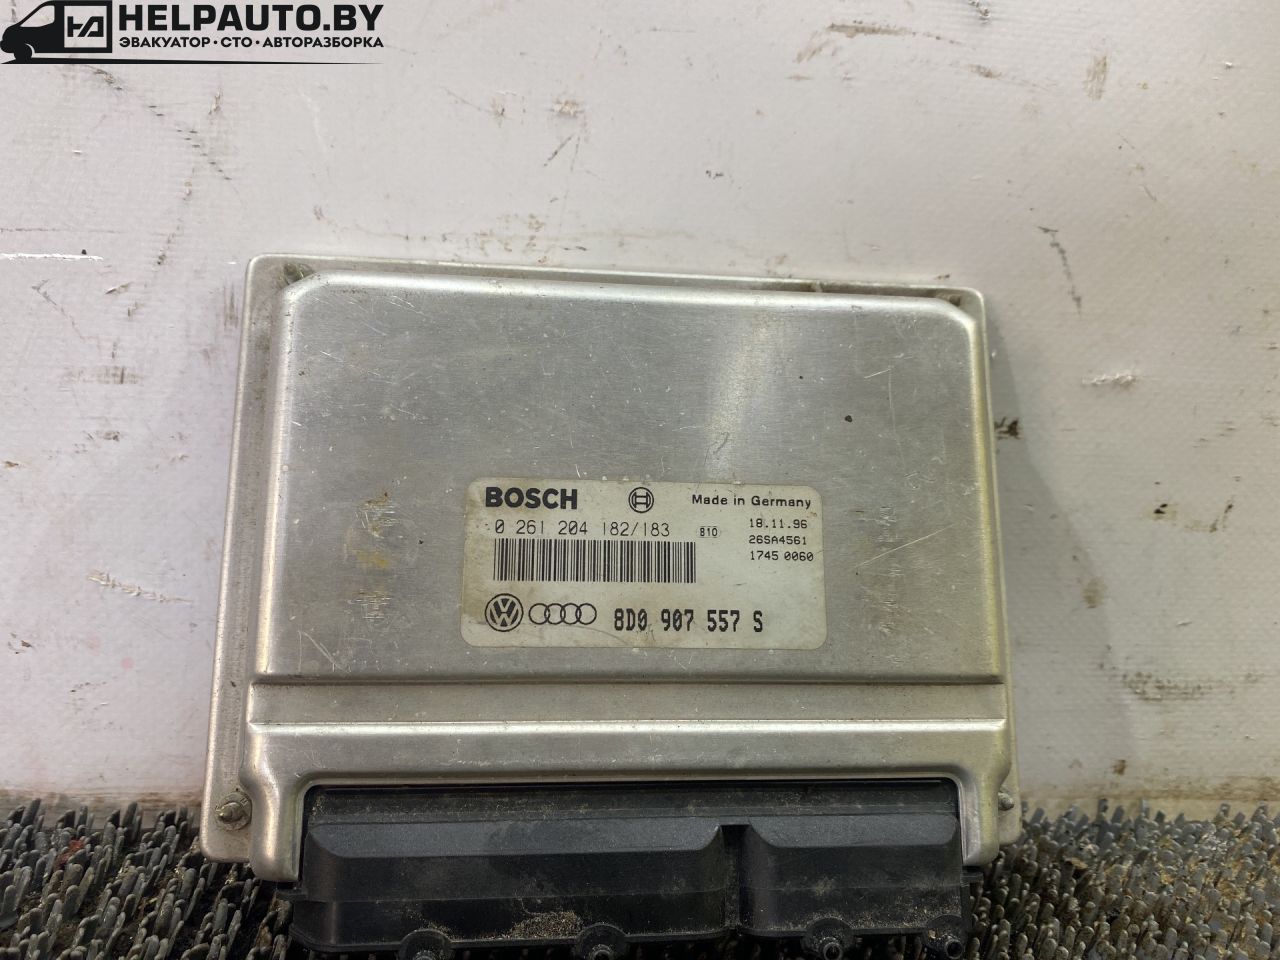 HELPAUTO.BY
ЭВАКУАТОР · СТО · АВТОРАЗБОРКА
BOSCH
Made in Germany
0 261 204 182/183
B10
18.11.96
26SA4561
1745 0060
8D0 907 557 S